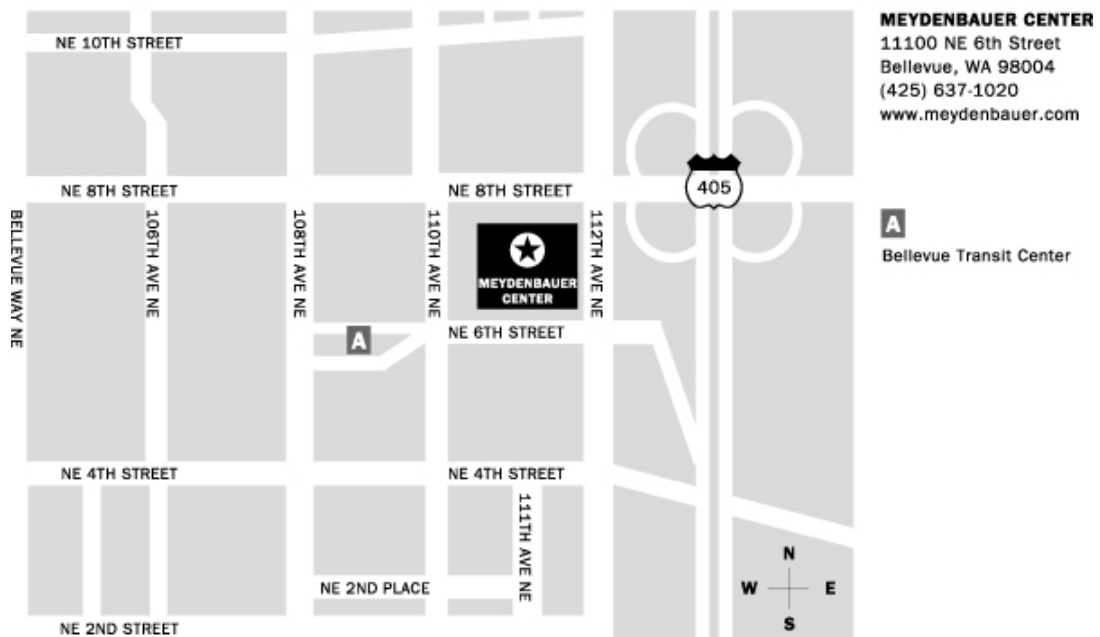 MEYDENBAUER CENTER
11100 NE 6th Street
Bellevue, WA 98004
(425) 637-1020
www.meydenbauer.com
A
Bellevue Transit Center
NE 10TH STREET
NE 8TH STREET
NE 8TH STREET
405
BELLEVUE WAY NE
106TH AVE NE
108TH AVE NE
110TH AVE NE
MEYDENBAUER
CENTER
112TH AVE NE
A
NE 6TH STREET
NE 4TH STREET
NE 4TH STREET
111TH AVE NE
NE 2ND PLACE
NE 2ND STREET
N
W
E
S